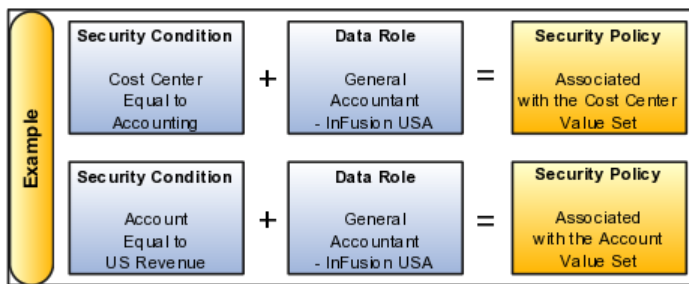 Example
Security Condition
Cost Center
Equal to
Accounting
+
Data Role
General
Accountant
- InFusion USA
=
Security Policy
Associated
with the Cost Center
Value Set
Security Condition
Account
Equal to
US Revenue
+
Data Role
General
Accountant
- InFusion USA
=
Security Policy
Associated
with the Account
Value Set